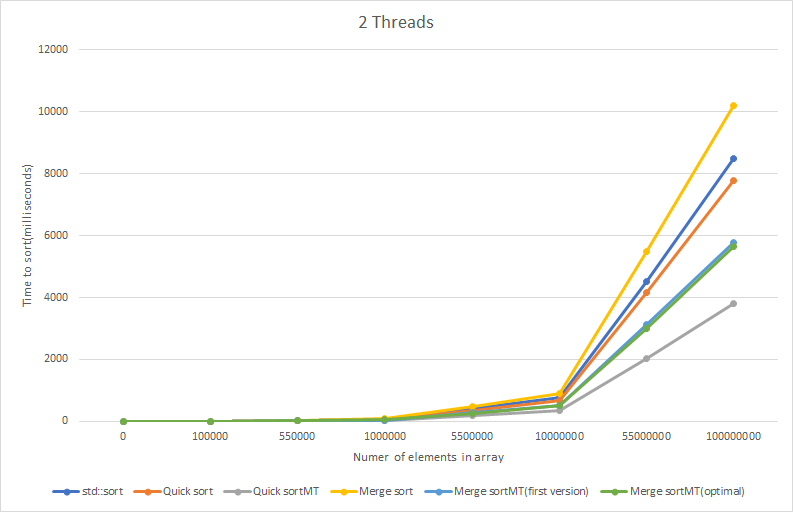 2 Threads
12000
10000
8000
6000
4000
2000
0
Time to sort(milliseconds)
0 100000 550000 1000000 5500000 10000000 55000000 100000000
Numer of elements in array
std::sort Quick sort Quick sortMT Merge sort Merge sortMT(first version) Merge sortMT(optimal)